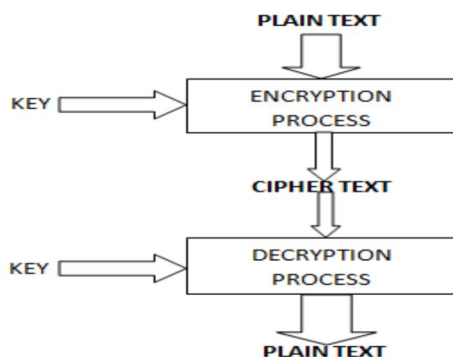 PLAIN TEXT
KEY
ENCRYPTION
PROCESS
CIPHER TEXT
KEY
DECRYPTION
PROCESS
PLAIN TEXT